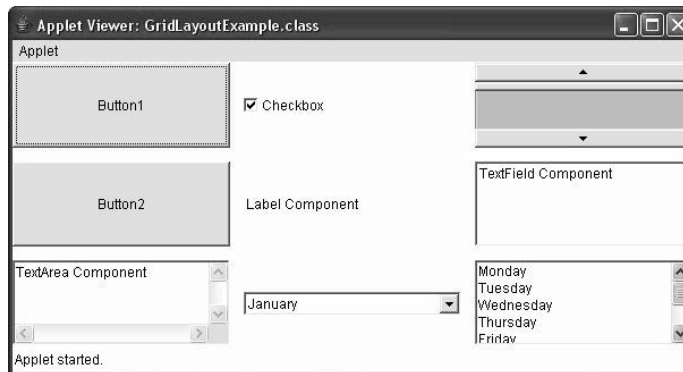 Applet Viewer: GridLayoutExample.class
Applet
Button1
Checkbox
Button2
Label Component
TextField Component
TextArea Component
January
Monday
Tuesday
Wednesday
Thursday
Friday
Applet started.